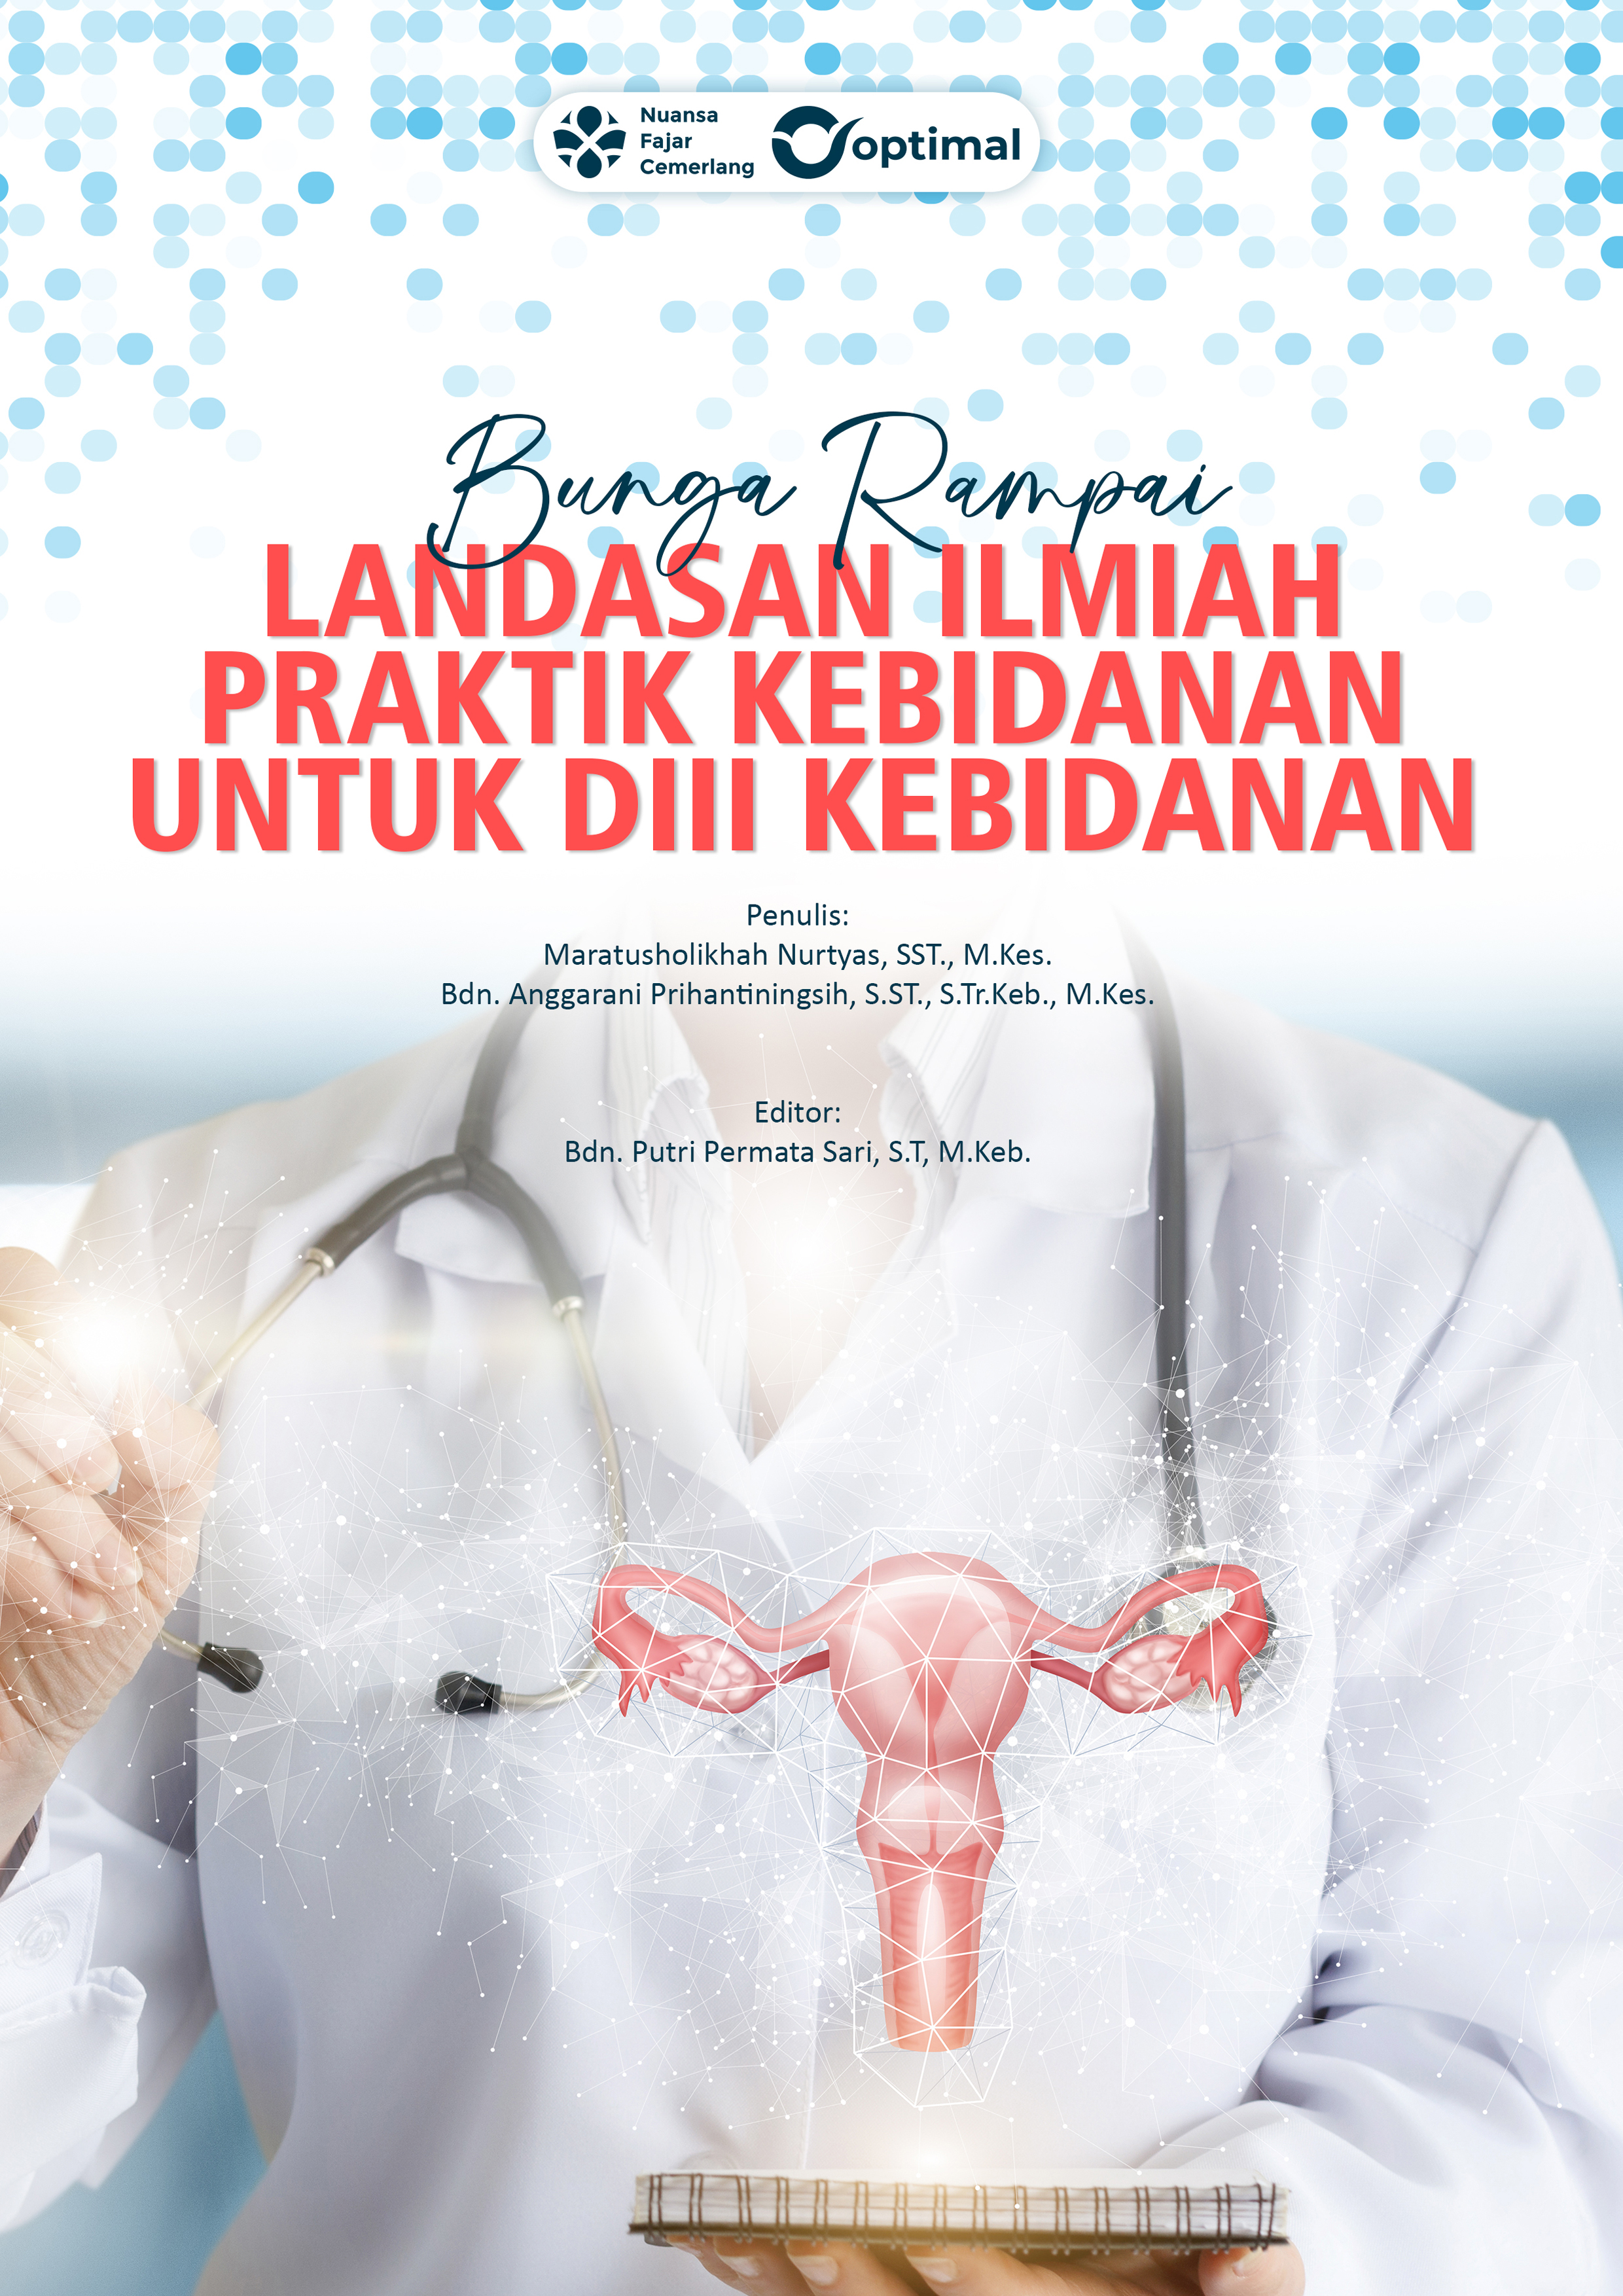 Nuansa
Fajar
Cemerlang
optimal
Bunga Rampai
LANDASAN ILMIAH
PRAKTIK KEBIDANAN
UNTUK DIII KEBIDANAN
Penulis:
Maratusholikhah Nurtyas, SST., M.Kes.
Bdn. Anggarani Prihantiningsih, S.ST., S.Tr.Keb., M.Kes.
Editor:
Bdn. Putri Permata Sari, S.T, M.Keb.